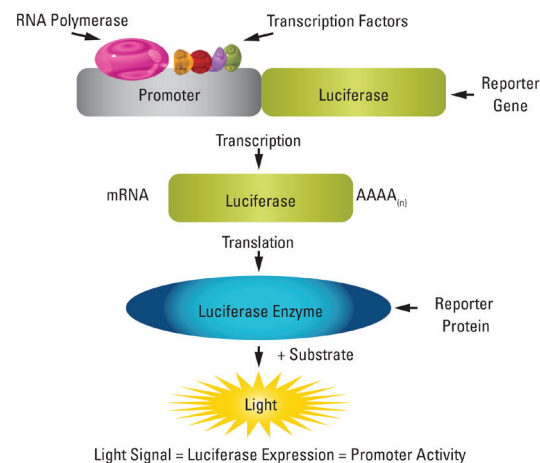 RNA Polymerase
Transcription Factors
Promoter
Luciferase
Reporter
Gene
Transcription
mRNA
Luciferase
AAAA(n)
Translation
Luciferase Enzyme
Reporter
Protein
+ Substrate
Light
Light Signal = Luciferase Expression = Promoter Activity